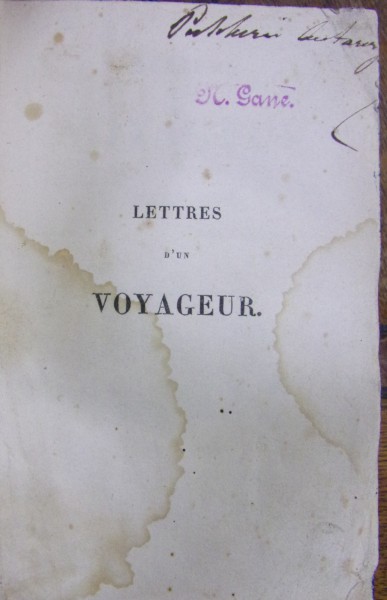 N. Gane.
LETTRES
D'UN
VOYAGEUR.